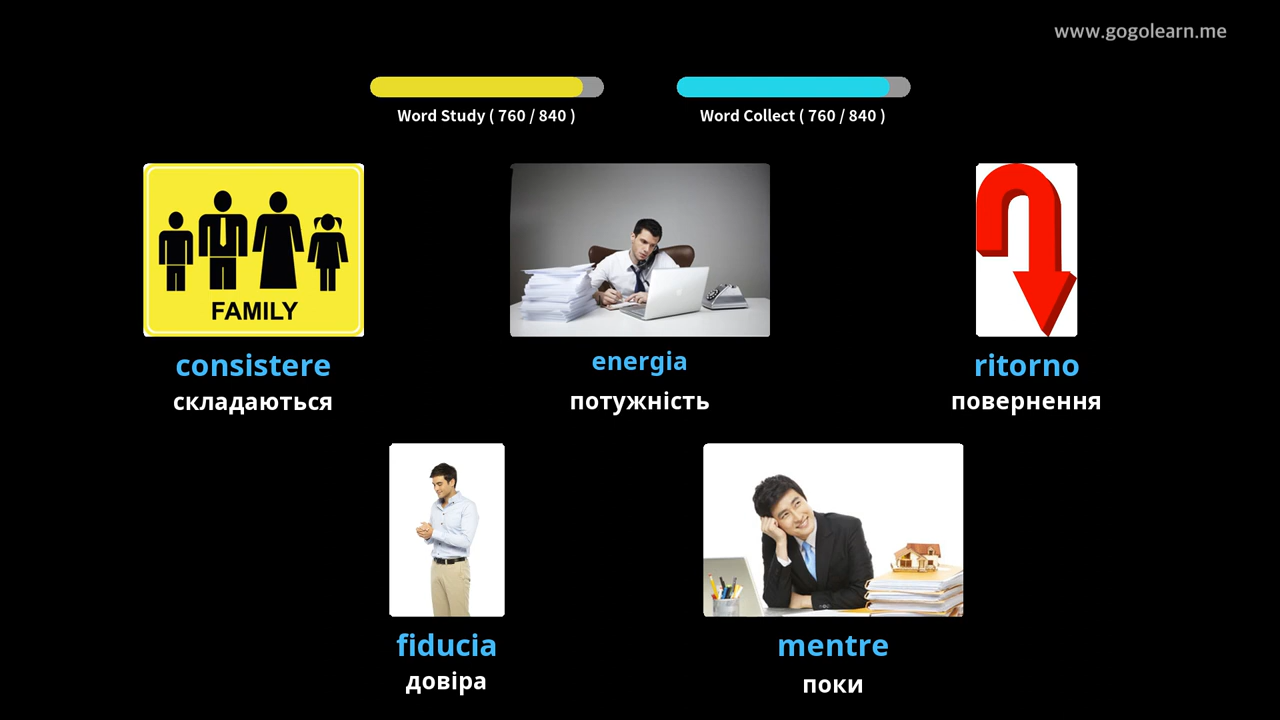 www.gogolearn.me
Word Study ( 760 / 840 )
Word Collect ( 760 / 840 )
FAMILY
consistere
складаються
energia
потужність
ritorno
повернення
fiducia
довіра
mentre
поки